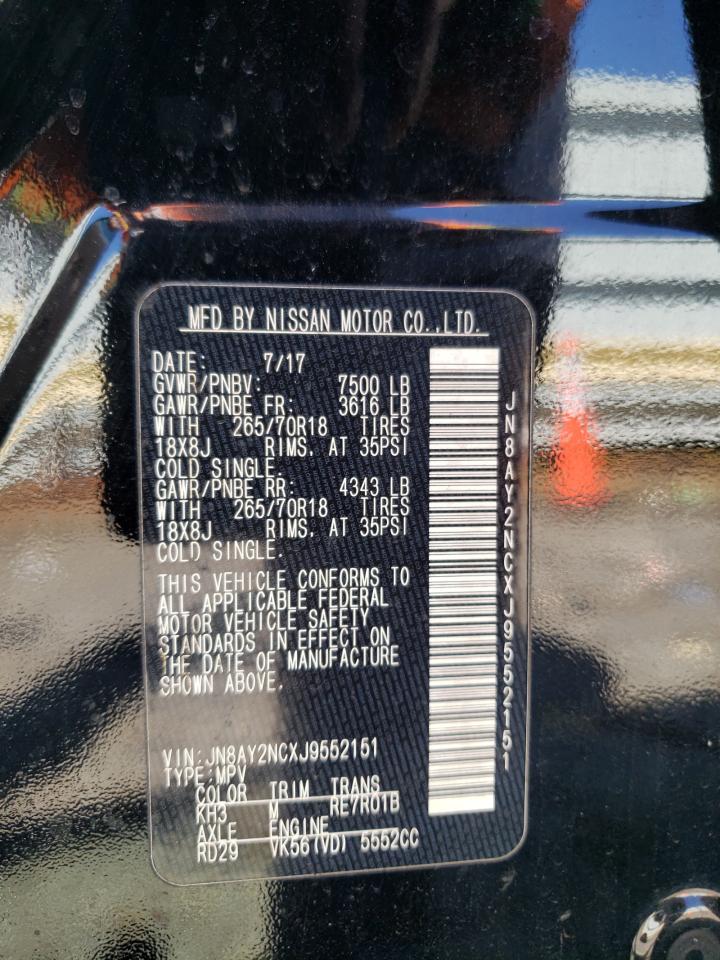 MFD BY NISSAN MOTOR CO.,LTD.
DATE: 7/17
GVWR/PNBV: 7500 LB
GAWR/PNBE FR: 3616 LB
WITH 265/70R18 TIRES
18X8J RIMS, AT 35PSI
COLD SINGLE.
GAWR/PNBE RR: 4343 LB
WITH 265/70R18 TIRES
18X8J RIMS, AT 35PSI
COLD SINGLE.
THIS VEHICLE CONFORMS TO
ALL APPLICABLE FEDERAL
MOTOR VEHICLE SAFETY
STANDARDS IN EFFECT ON
THE DATE OF MANUFACTURE
SHOWN ABOVE.
VIN:JN8AY2NCXJ9552151
TYPE:MPV
COLOR TRIM TRANS
KH3 M RE7R01B
AXLE ENGINE
RD29 VK56(VD) 5552CC
JN8AY2NCXJ9552151